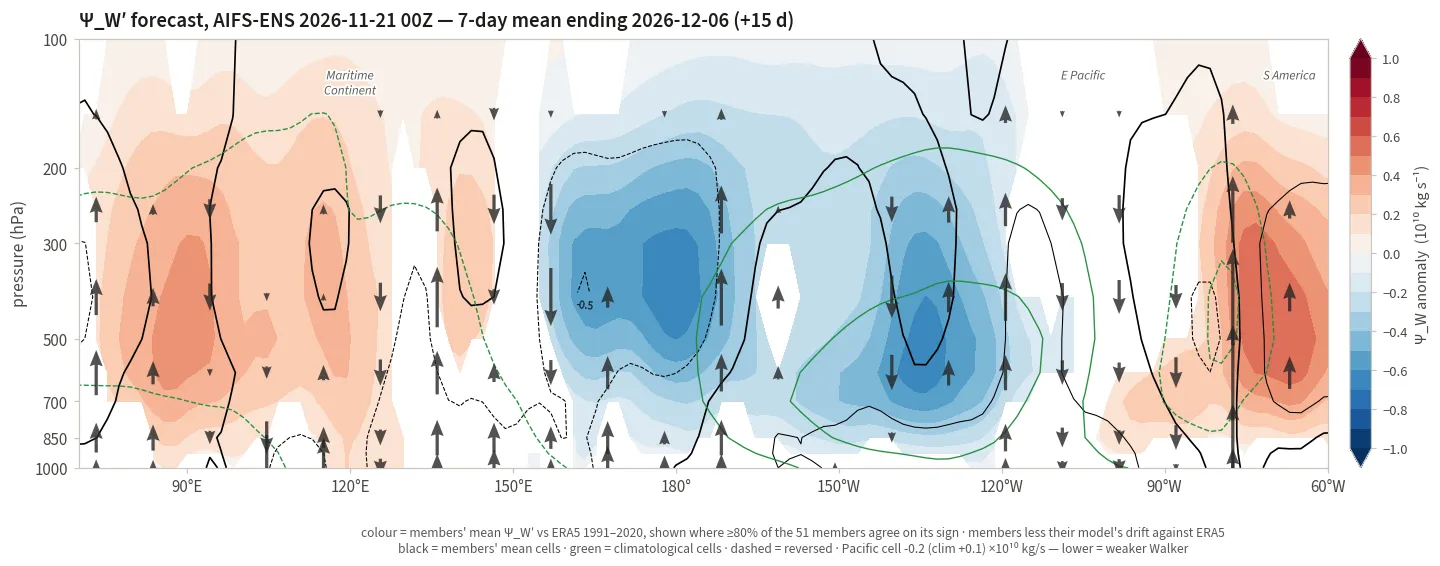 Ψ_W′ forecast, AIFS-ENS 2026-11-21 00Z — 7-day mean ending 2026-12-06 (+15 d)
Maritime
Continent
E Pacific
S America
pressure (hPa)
100
200
300
400
500
700
850
1000
-0.5
90°E
120°E
150°E
180°
150°W
120°W
90°W
60°W
1.0
0.8
0.6
0.4
0.2
0.0
−0.2
−0.4
−0.6
−0.8
−1.0
Ψ_W anomaly (10¹⁰ kg s⁻¹)
colour = members' mean Ψ_W′ vs ERA5 1991–2020, shown where ≥80% of the 51 members agree on its sign · members less their model's drift against ERA5
black = members' mean cells · green = climatological cells · dashed = reversed · Pacific cell -0.2 (clim +0.1) ×10¹⁰ kg/s — lower = weaker Walker